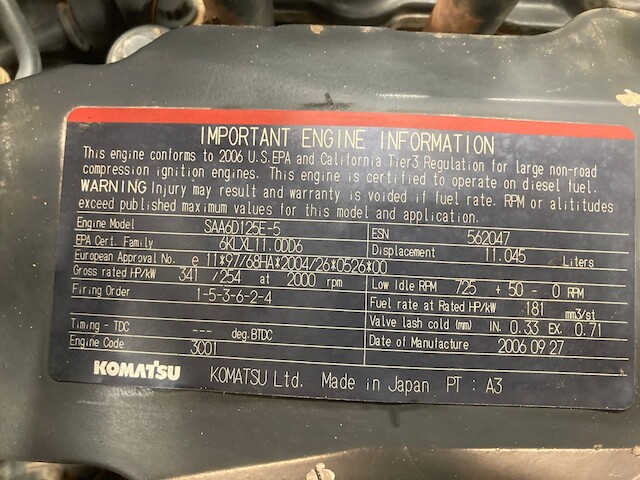 IMPORTANT ENGINE INFORMATION
This engine conforms to 2006 U.S.EPA and California Tier3 Regulation for large non-road
compression ignition engines. This engine is certified to operate on diesel fuel.
WARNING Injury may result and warranty is voided if fuel rate. RPM or alititudes
exceed published maximum values for this model and application.
Engine Model SAA6D125E-5 ESN 562047
EPA Cert. Family 6KLXL11.0DD6 Displacement 11.045 Liters
European Approval No. e 11*97/68HA*2004/26*0526*00
Gross rated HP/KW 341 /254 at 2000 rpm Low Idle RPM 725 + 50 - 0 RPM
Firing Order 1-5-3-6-2-4 Fuel rate at Rated HP/kW 181 mm3/st
Valve lash cold (mm) IN. 0.33 EX. 0.71
Timing - TDC --- deg.BTDC
Engine Code 3C01 Date of Manufacture 2006 09 27
KOMATSU KOMATSU Ltd. Made in Japan PT : A3